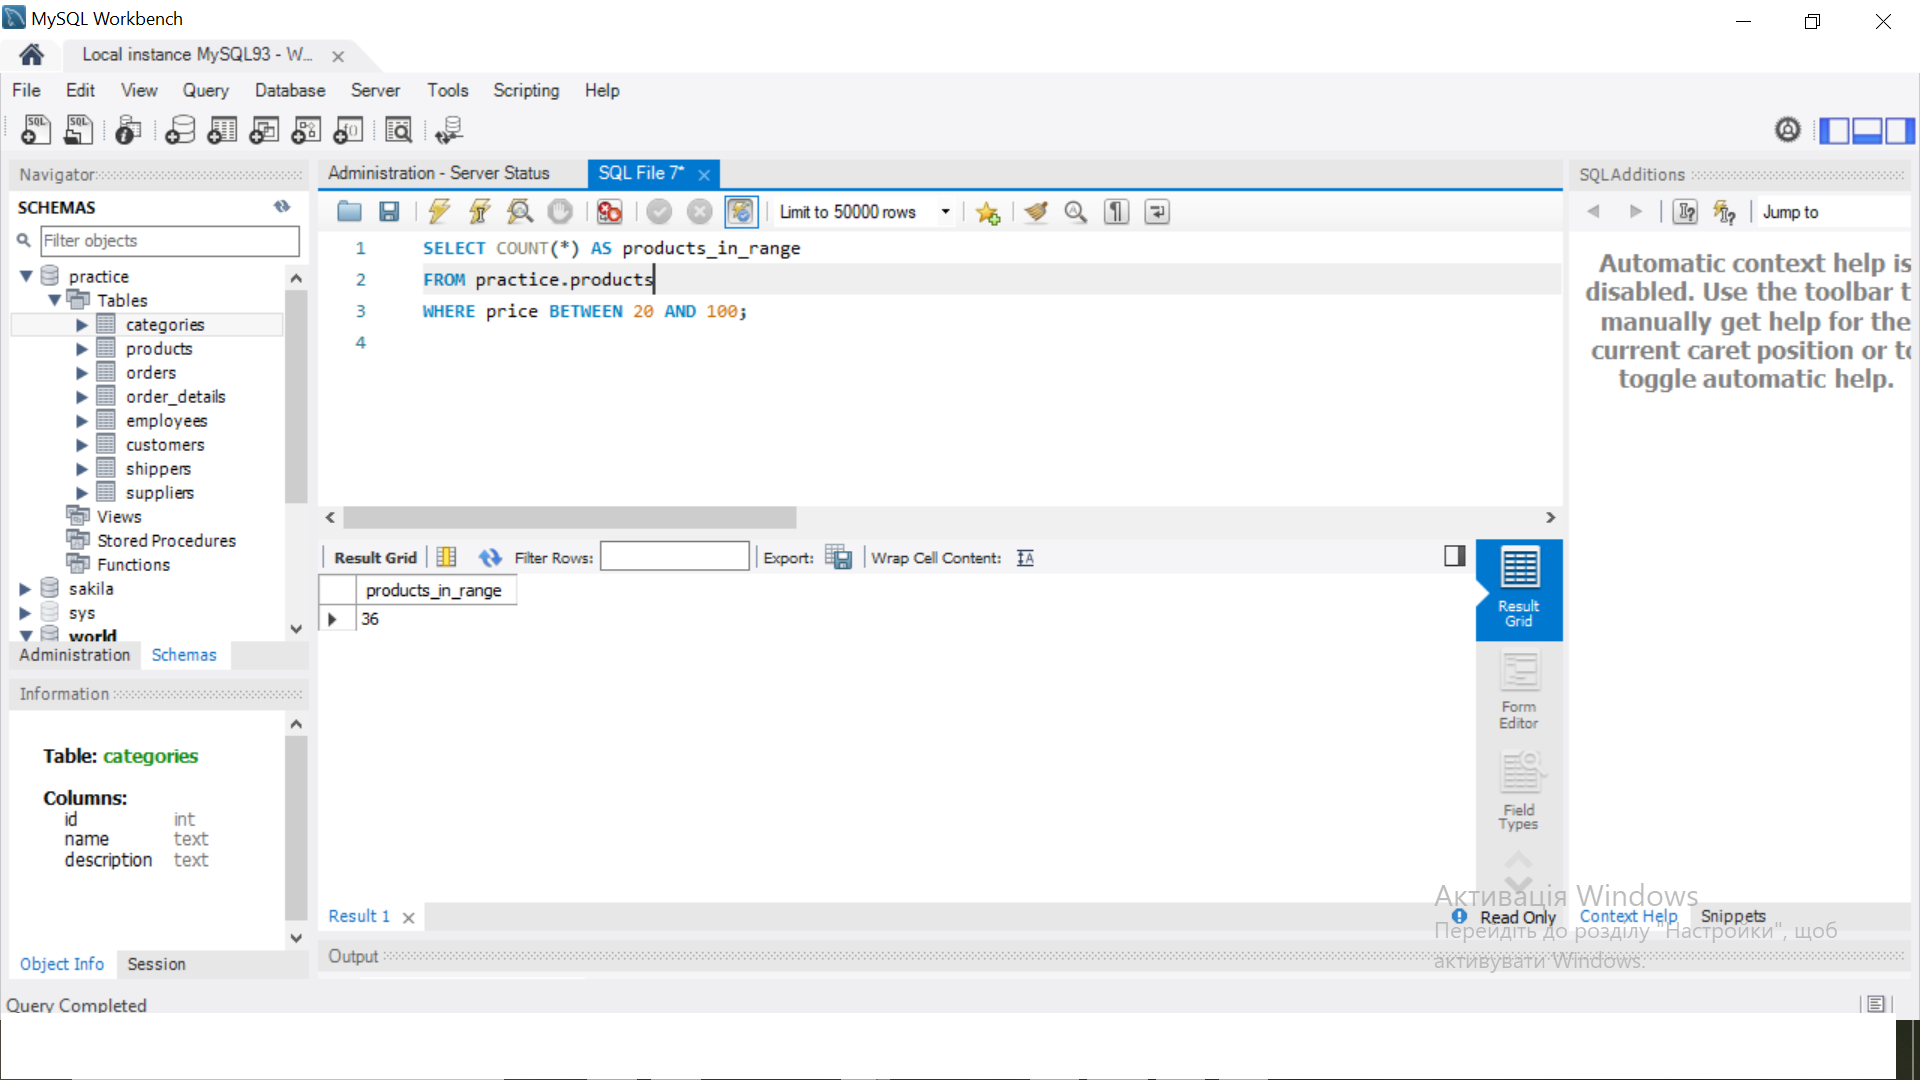 MySQL Workbench
Local instance MySQL93 - W...
File Edit View Query Database Server Tools Scripting Help
Navigator
SCHEMAS
Filter objects
practice
Tables
categories
products
orders
order_details
employees
customers
shippers
suppliers
Views
Stored Procedures
Functions
sakila
sys
world
Administration Schemas
Information
Table: categories
Columns:
id int
name text
description text
Object Info Session
Query Completed
Administration - Server Status SQL File 7*
Limit to 50000 rows
1 SELECT COUNT(*) AS products_in_range
2 FROM practice.products
3 WHERE price BETWEEN 20 AND 100;
4
Result Grid Filter Rows: Export: Wrap Cell Content:
products_in_range
36
Result Grid
Form Editor
Field Types
Result 1
Read Only
Output
SQLAdditions
Jump to
Automatic context help is
disabled. Use the toolbar t
manually get help for the
current caret position or to
toggle automatic help.
Context Help Snippets
Активація Windows
Перейдіть до розділу "Настройки", щоб
активувати Windows.